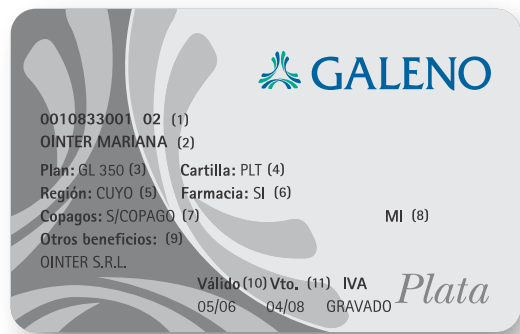 GALENO
0010833001 02 (1)
OINTER MARIANA (2)
Plan: GL 350 (3) Cartilla: PLT (4)
Región: CUYO (5) Farmacia: SI (6)
Copagos: S/COPAGO (7) MI (8)
Otros beneficios: (9)
OINTER S.R.L.
Válido (10) Vto. (11) IVA
05/06 04/08 GRAVADO
Plata